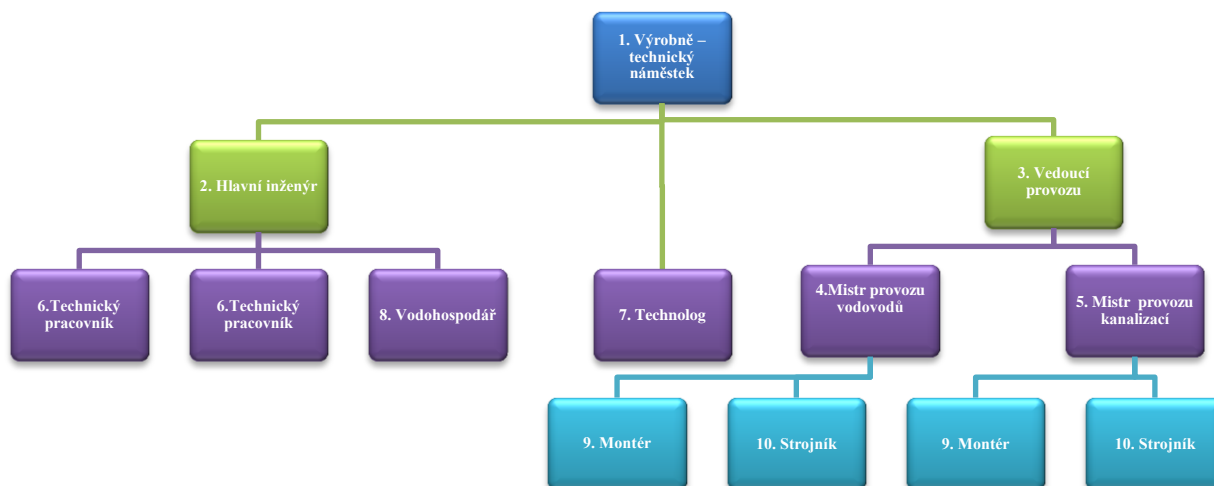 1. Výrobně –
technický
náměstek
2. Hlavní inženýr
3. Vedoucí
provozu
6.Technický
pracovník
6.Technický
pracovník
8. Vodohospodář
7. Technolog
4.Mistr provozu
vodovodů
5. Mistr  provozu
kanalizací
9. Montér
10. Strojník
9. Montér
10. Strojník